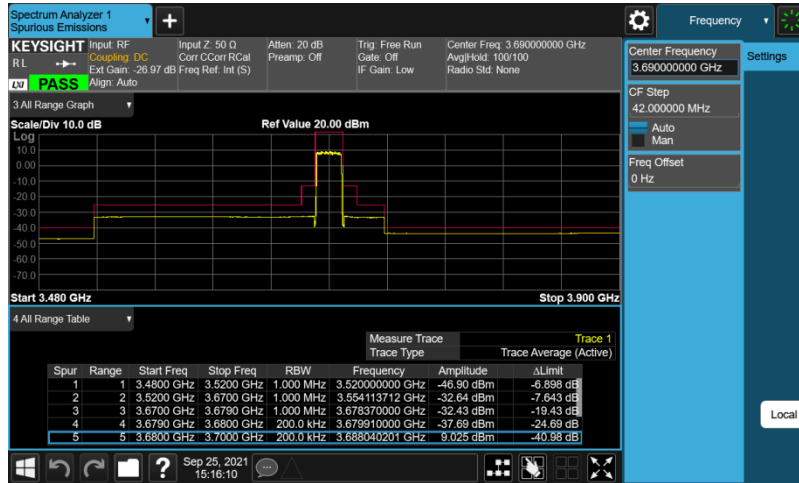 Spectrum Analyzer 1
Spurious Emissions
Frequency
KEYSIGHT
RL
LXI PASS
Input: RF
Coupling: DC
Ext Gain: -26.97 dB
Align: Auto
Input Z: 50 Ω
Corr CCorr RCal
Freq Ref: Int (S)
Atten: 20 dB
Preamp: Off
Trig: Free Run
Gate: Off
IF Gain: Low
Center Freq: 3.690000000 GHz
Avg|Hold: 100/100
Radio Std: None
Center Frequency
3.690000000 GHz
Settings
CF Step
42.000000 MHz
Auto
Man
Freq Offset
0 Hz
Local
3 All Range Graph
Scale/Div 10.0 dB
Ref Value 20.00 dBm
Log
10.0
0.00
-10.0
-20.0
-30.0
-40.0
-50.0
-60.0
-70.0
Start 3.480 GHz
Stop 3.900 GHz
4 All Range Table
Measure Trace Trace 1
Trace Type Trace Average (Active)
Spur Range Start Freq Stop Freq RBW Frequency Amplitude ΔLimit
1 1 3.4800 GHz 3.5200 GHz 1.000 MHz 3.520000000 GHz -46.90 dBm -6.898 dB
2 2 3.5200 GHz 3.6700 GHz 1.000 MHz 3.554113712 GHz -32.64 dBm -7.643 dB
3 3 3.6700 GHz 3.6790 GHz 1.000 MHz 3.678370000 GHz -32.43 dBm -19.43 dB
4 4 3.6790 GHz 3.6800 GHz 200.0 kHz 3.679910000 GHz -37.69 dBm -24.69 dB
5 5 3.6800 GHz 3.7000 GHz 200.0 kHz 3.688040201 GHz 9.025 dBm -40.98 dB
Sep 25, 2021
15:16:10